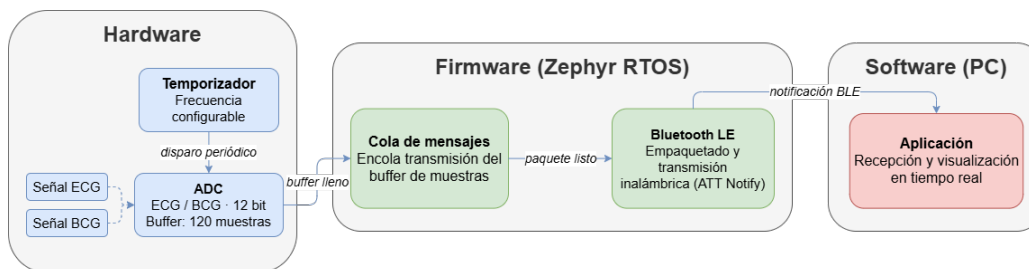 Hardware
Temporizador
Frecuencia
configurable
disparo periódico
Señal ECG
Señal BCG
ADC
ECG / BCG · 12 bit
Buffer: 120 muestras
buffer lleno
Firmware (Zephyr RTOS)
Cola de mensajes
Encola transmisión del
buffer de muestras
paquete listo
Bluetooth LE
Empaquetado y
transmisión
inalámbrica (ATT Notify)
notificación BLE
Software (PC)
Aplicación
Recepción y visualización
en tiempo real